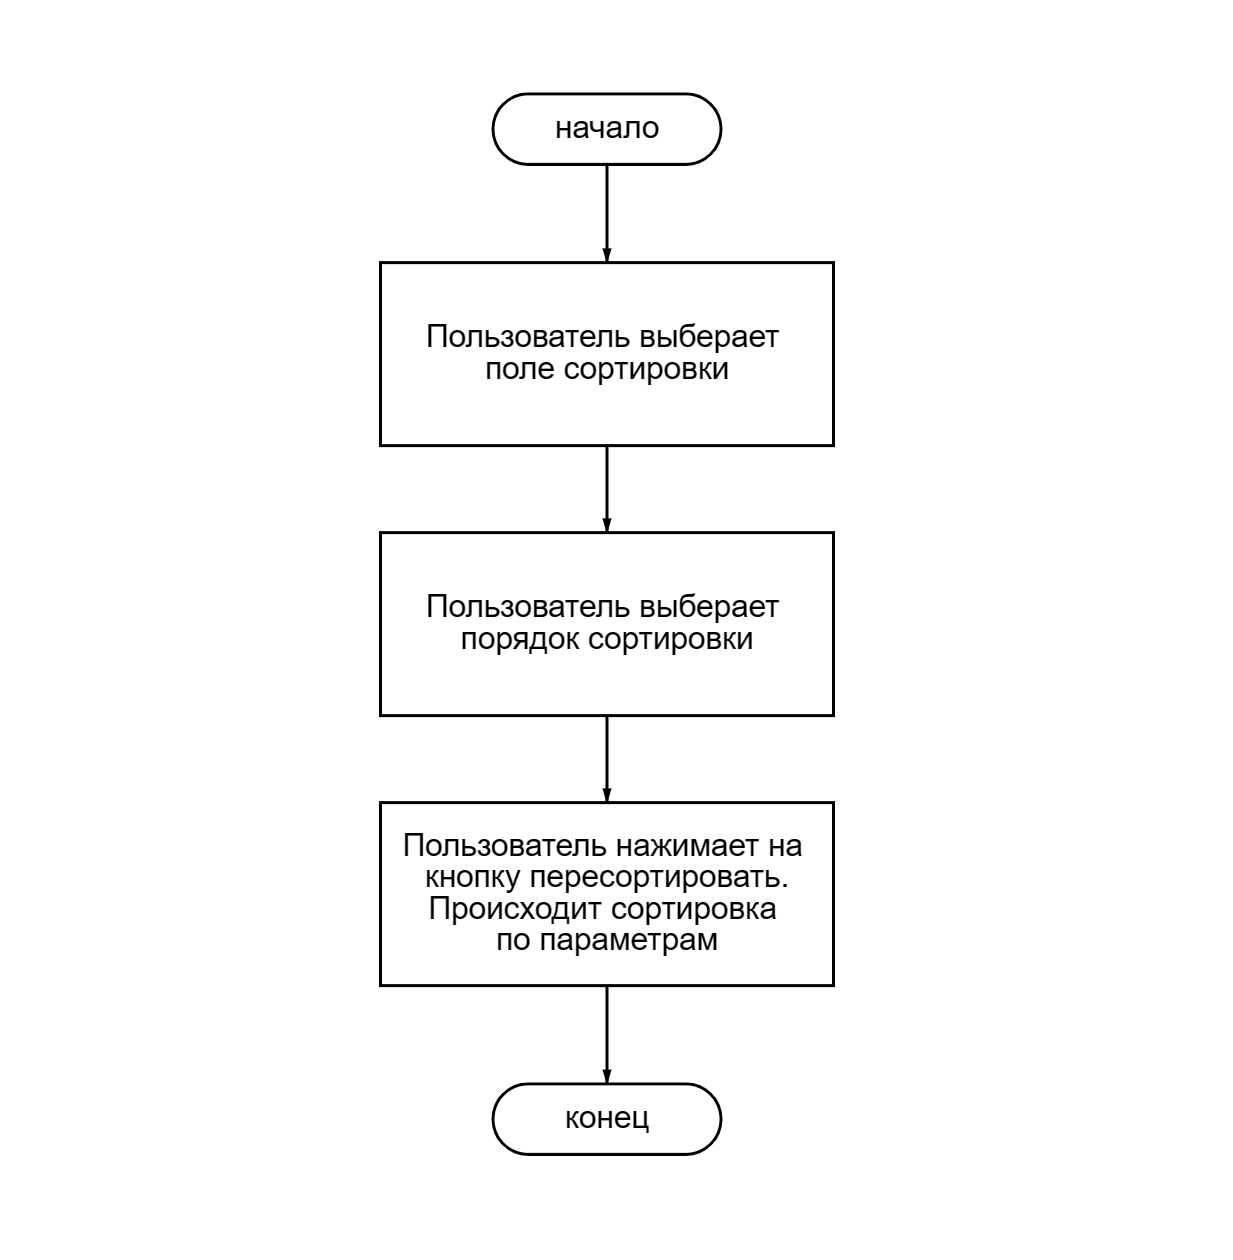 начало
Пользователь выберает
поле сортировки
Пользователь выберает
порядок сортировки
Пользователь нажимает на
кнопку пересортировать.
Происходит сортировка
по параметрам
конец